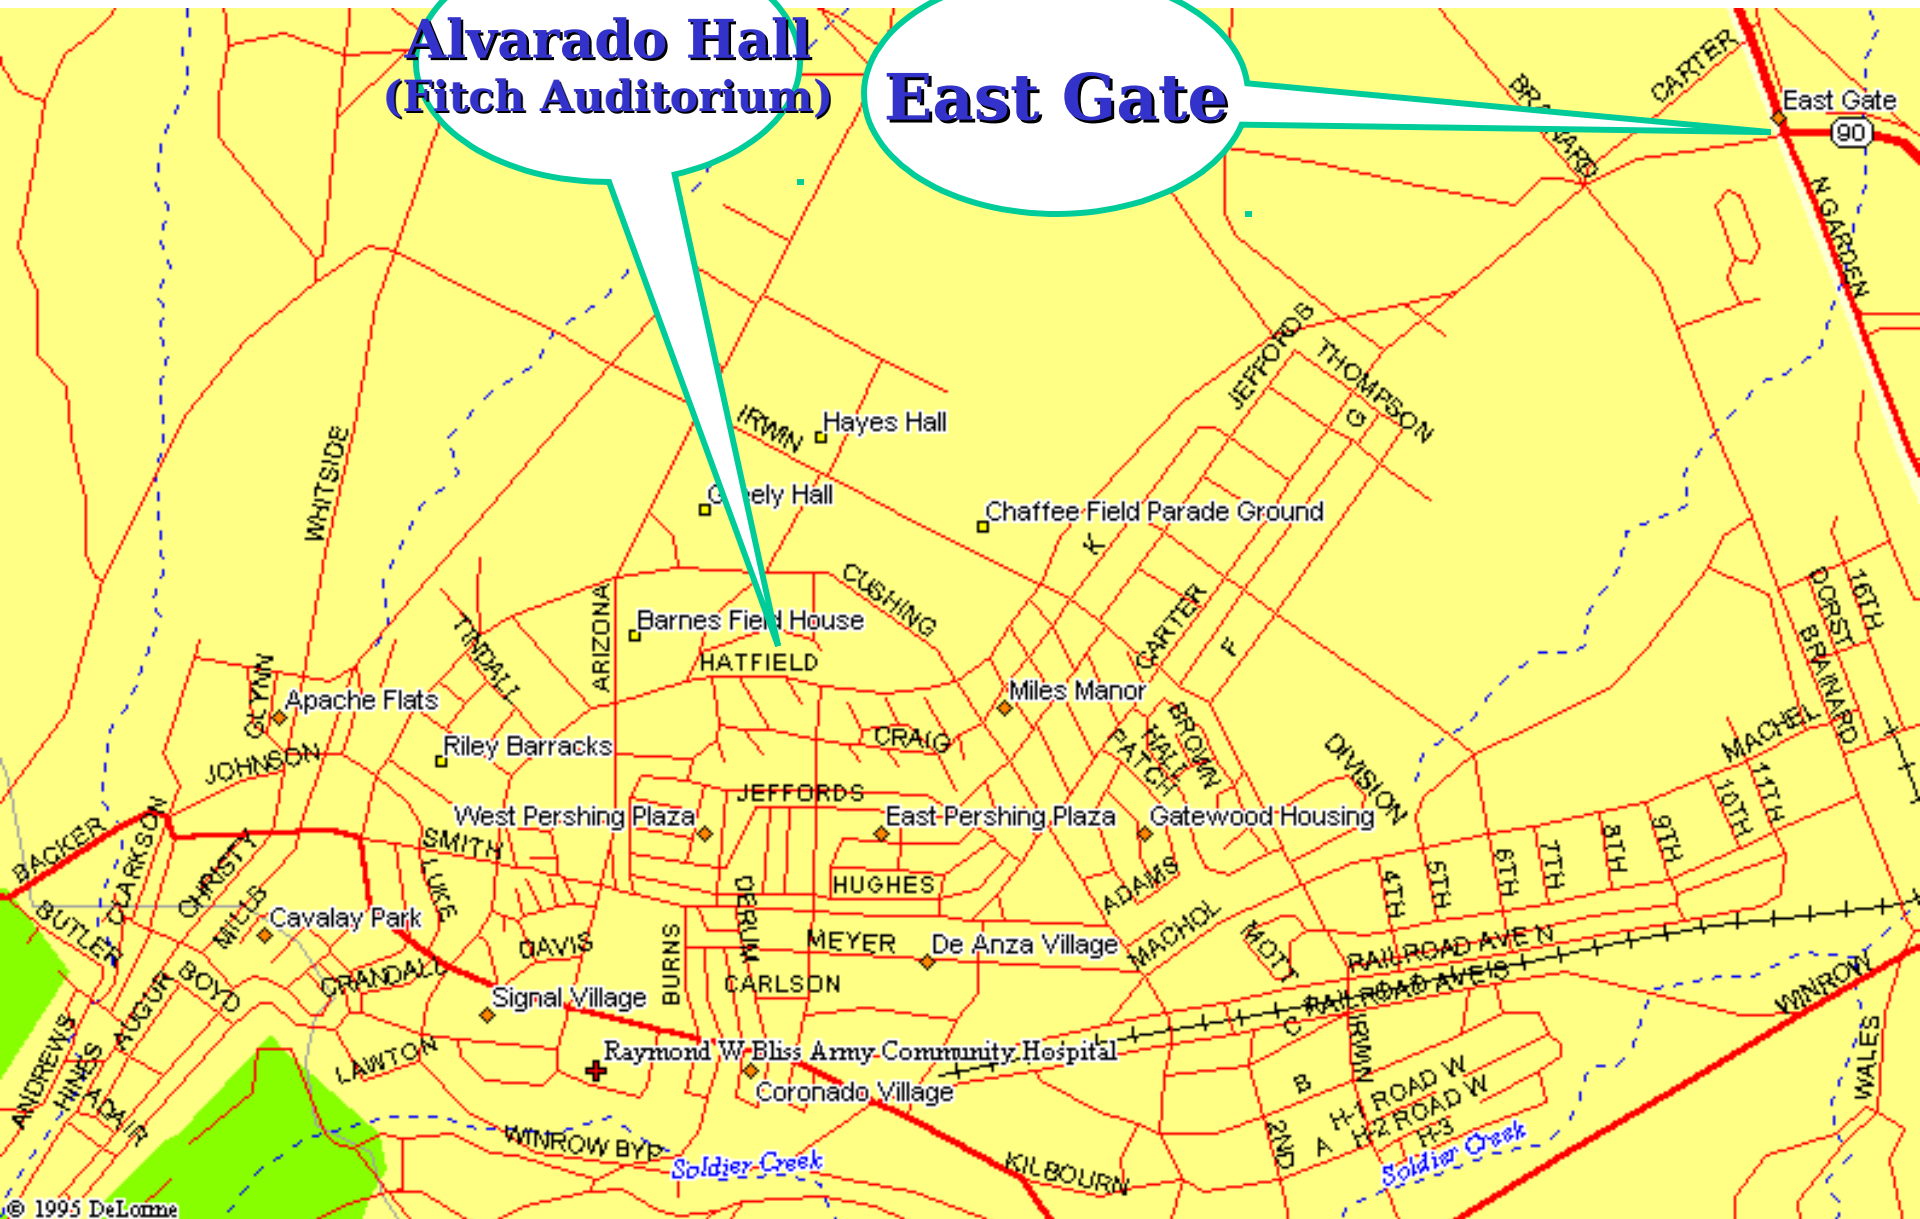 Alvarado Hall
(Fitch Auditorium)
East Gate
CARTER
BRAINARD
East Gate
90
N GARDEN
JEFFORDS
THOMPSON
G
IRWIN
Hayes Hall
WHITSIDE
Greely Hall
Chaffee Field Parade Ground
K
CUSHING
ARIZONA
Barnes Field House
TINDALL
HATFIELD
CARTER
F
16TH
DORST
BRAINARD
GLYNN
Apache Flats
Miles Manor
Riley Barracks
JOHNSON
CRAIG
BROWN
HALL
PATCH
DIVISION
MACHEL
JEFFORDS
West Pershing Plaza
East Pershing Plaza
Gatewood Housing
11TH
10TH
9TH
8TH
7TH
6TH
5TH
4TH
BACKER
CLARKSON
CHRISTY
SMITH
LUKE
HUGHES
ADAMS
MACHOL
BUTLER
MILLS
Cavalay Park
DERUM
BURNS
DAVIS
MEYER
De Anza Village
MOTT
RAILROAD AVE N
RAILROAD AVE S
WINROW
BOYD
CRANDALL
CARLSON
AUGUR
Signal Village
C
IRWIN
ANDREWS
HINES
LAWTON
Raymond W Bliss Army Community Hospital
Coronado Village
B
H-1 ROAD W
H-2 ROAD W
H-3
A
2ND
WALES
ADAIR
WINROW BYP
Soldier Creek
KILBOURN
Soldier Creek
© 1995 DeLorme